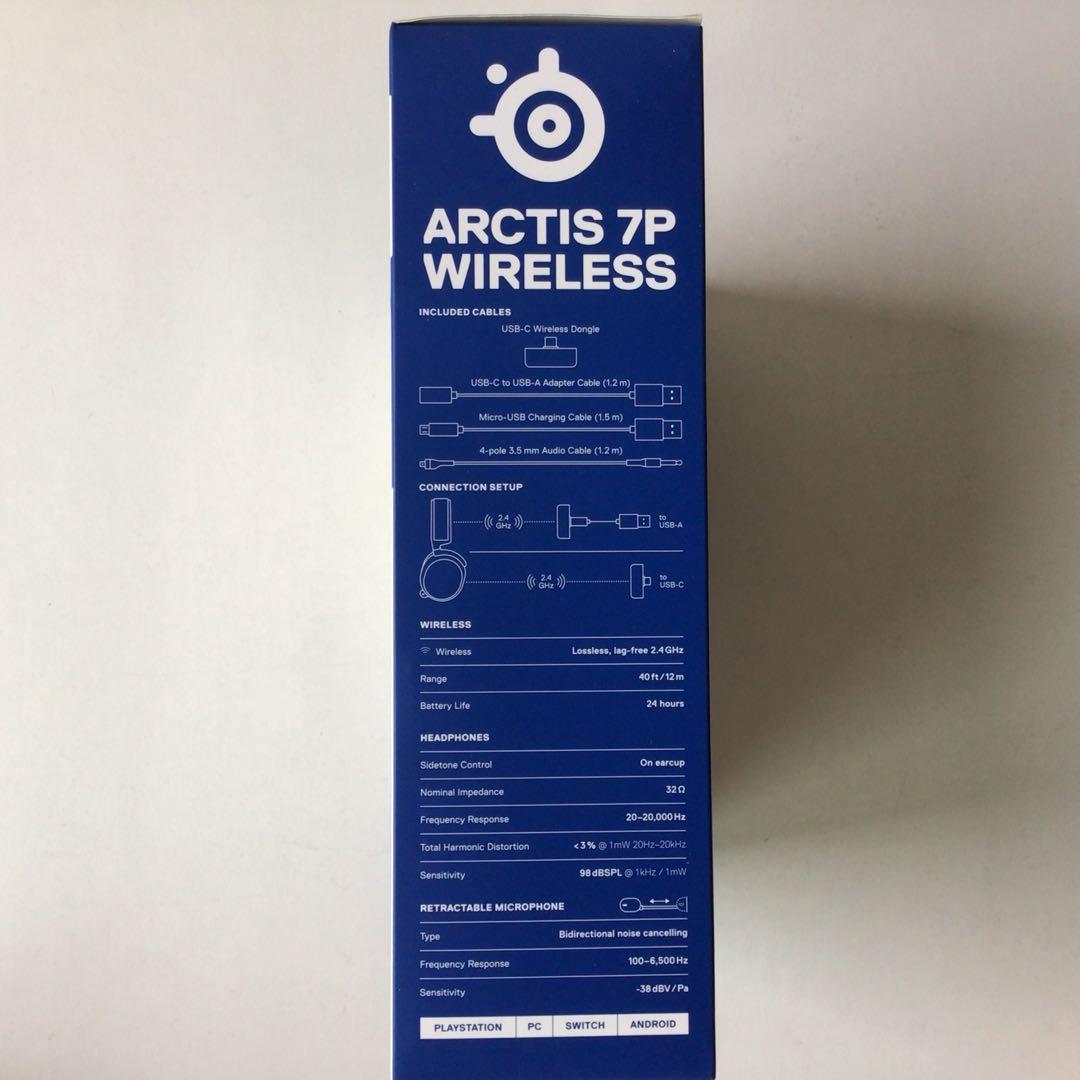 ARCTIS 7P
WIRELESS
INCLUDED CABLES
USB-C Wireless Dongle
USB-C to USB-A Adapter Cable (1.2 m)
Micro-USB Charging Cable (1.5 m)
4-pole 3.5 mm Audio Cable (1.2 m)
CONNECTION SETUP
2.4
GHz
to
USB-A
2.4
GHz
to
USB-C
WIRELESS
Wireless Lossless, lag-free 2.4 GHz
Range 40 ft / 12 m
Battery Life 24 hours
HEADPHONES
Sidetone Control On earcup
Nominal Impedance 32 Ω
Frequency Response 20–20,000 Hz
Total Harmonic Distortion <3% @ 1mW 20Hz–20kHz
Sensitivity 98 dBSPL @ 1kHz / 1mW
RETRACTABLE MICROPHONE
Type Bidirectional noise cancelling
Frequency Response 100–6,500 Hz
Sensitivity -38 dBV / Pa
PLAYSTATION PC SWITCH ANDROID